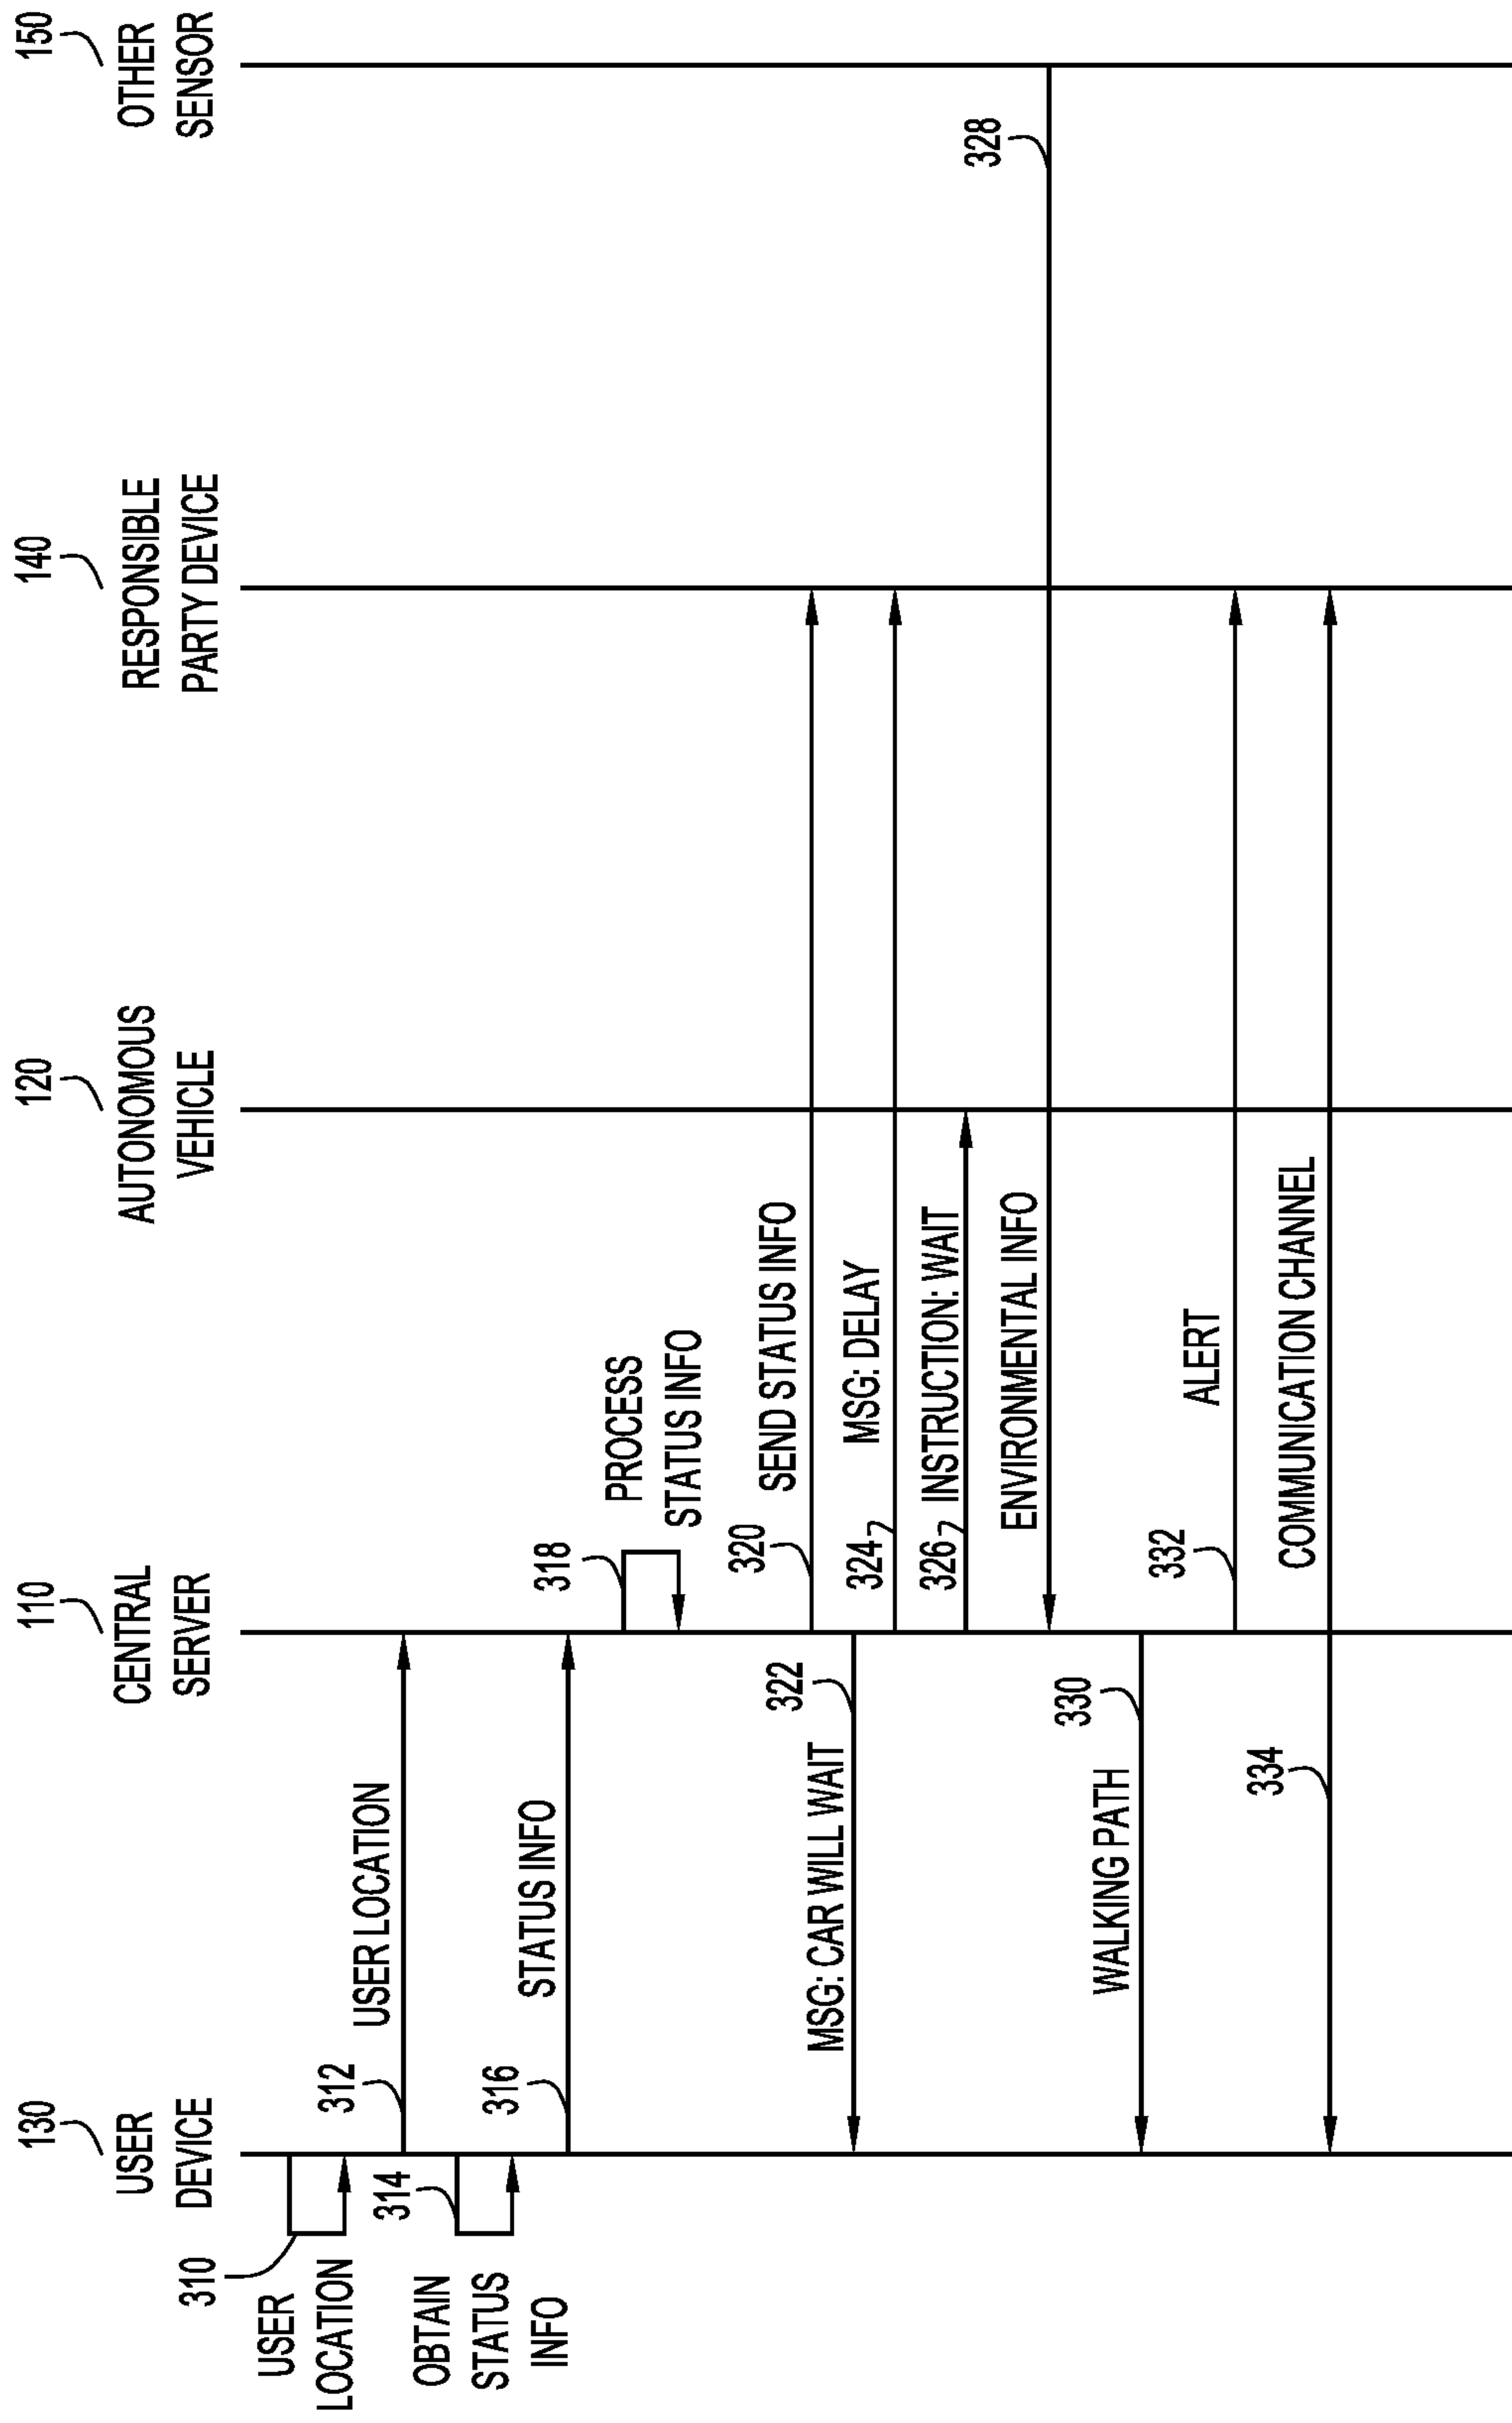 130
USER
DEVICE
110
CENTRAL
SERVER
120
AUTONOMOUS
VEHICLE
140
RESPONSIBLE
PARTY DEVICE
150
OTHER
SENSOR
310
USER
LOCATION
312
USER LOCATION
314
OBTAIN
STATUS
INFO
316
STATUS INFO
318
PROCESS
STATUS INFO
320
SEND STATUS INFO
322
MSG: CAR WILL WAIT
324
MSG: DELAY
326
INSTRUCTION: WAIT
328
ENVIRONMENTAL INFO
330
WALKING PATH
332
ALERT
334
COMMUNICATION CHANNEL